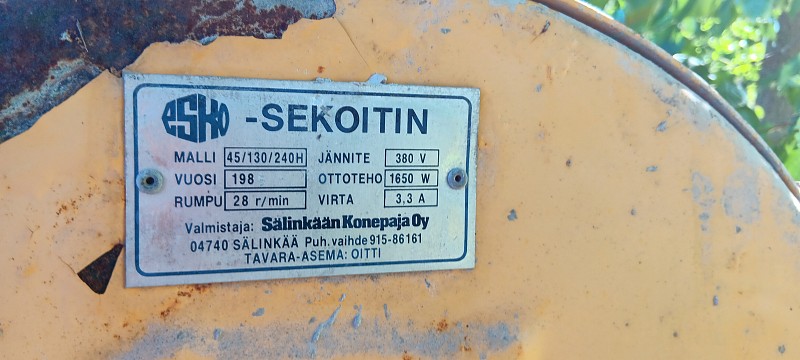 esko -SEKOITIN
MALLI 45/130/240H JÄNNITE 380 V
VUOSI 198 OTTOTEHO 1650 W
RUMPU 28 r/min VIRTA 3.3 A
Valmistaja: Sälinkään Konepaja Oy
04740 SÄLINKÄÄ Puh. vaihde 915-86161
TAVARA-ASEMA: OITTI